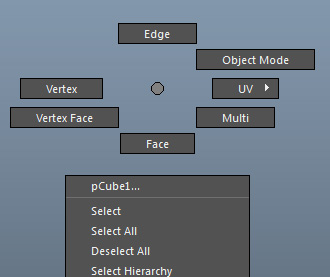 Edge
Object Mode
Vertex
UV
Vertex Face
Multi
Face
pCube1...
Select
Select All
Deselect All
Select Hierarchy